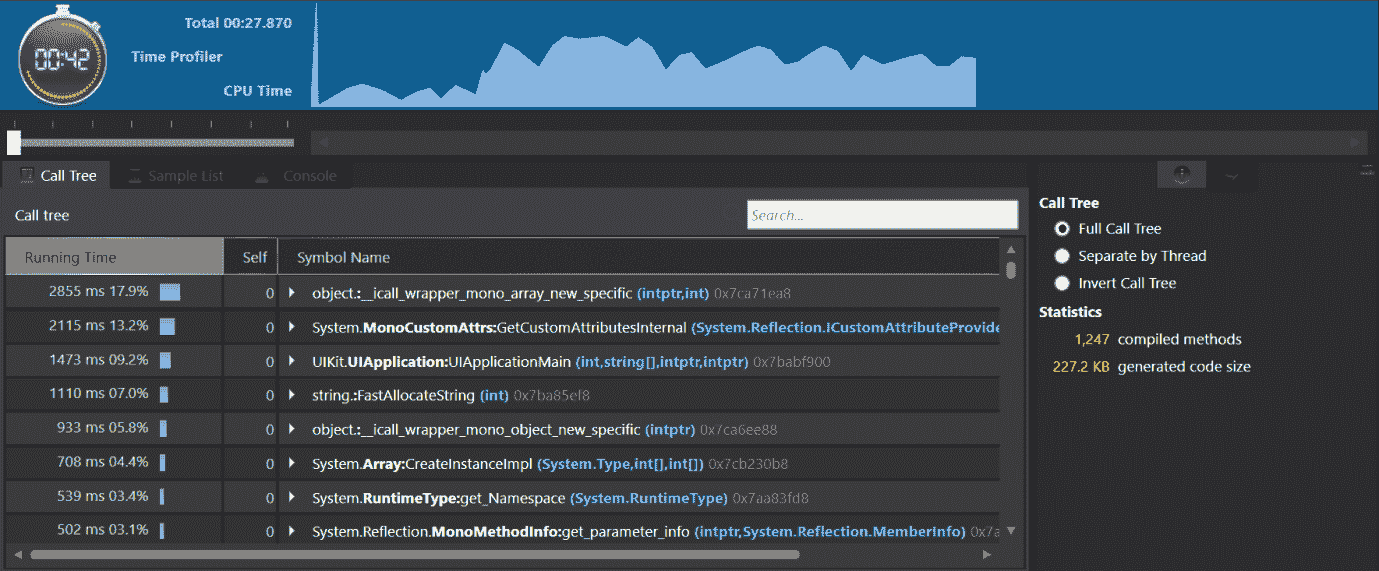 Total 00:27.870
00:42
Time Profiler
CPU Time
Call Tree
Sample List
Console
Call tree
Search...
Running Time Self Symbol Name
2855 ms 17.9% 0 object.:__icall_wrapper_mono_array_new_specific (intptr,int) 0x7ca71ea8
2115 ms 13.2% 0 System.MonoCustomAttrs:GetCustomAttributesInternal (System.Reflection.ICustomAttributeProvide
1473 ms 09.2% 0 UIKit.UIApplication:UIApplicationMain (int,string[],intptr,intptr) 0x7babf900
1110 ms 07.0% 0 string.:FastAllocateString (int) 0x7ba85ef8
933 ms 05.8% 0 object.:__icall_wrapper_mono_object_new_specific (intptr) 0x7ca6ee88
708 ms 04.4% 0 System.Array:CreateInstanceImpl (System.Type,int[],int[]) 0x7cb230b8
539 ms 03.4% 0 System.RuntimeType:get_Namespace (System.RuntimeType) 0x7aa83fd8
502 ms 03.1% 0 System.Reflection.MonoMethodInfo:get_parameter_info (intptr,System.Reflection.MemberInfo) 0x7a
Call Tree
Full Call Tree
Separate by Thread
Invert Call Tree
Statistics
1,247 compiled methods
227.2 KB generated code size